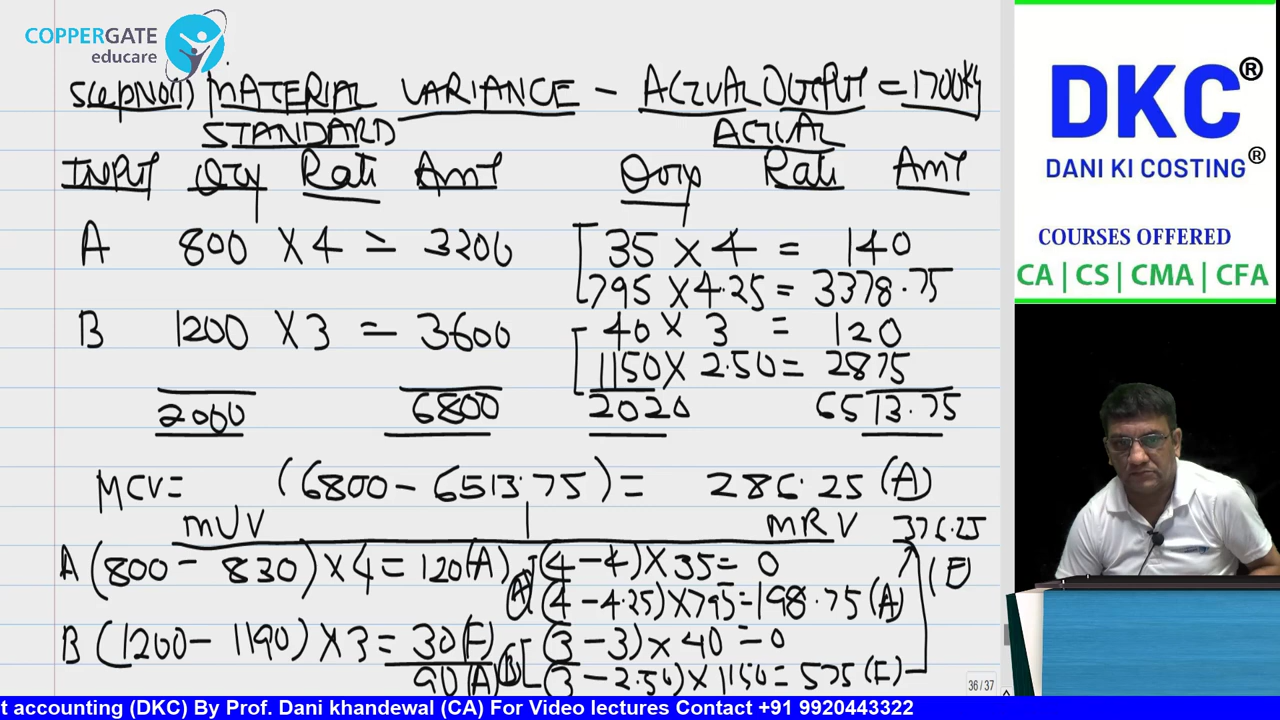 COPPERGATE
educare
Step No(1) MATERIAL VARIANCE - ACTUAL OUTPUT = 1700Kg
STANDARD ACTUAL
INPUT Qty Rate Amt Qty Rate Amt
A 800 X 4 = 3200 [35 X 4 = 140
795 X 4.25 = 3378.75
B 1200 X 3 = 3600 [40 X 3 = 120
1150 X 2.50 = 2875
2000 6800 2020 6513.75
MCV= (6800 - 6513.75) = 286.25 (A)
MUV MRV 376.25
A (800 - 830) X 4 = 120 (A) [(4 - 4) X 35 = 0 (F)
(A) (4 - 4.25) X 795 = 198.75 (A)
B (1200 - 1190) X 3 = 30 (F) (B) [(3 - 3) X 40 = 0
90 (A) (3 - 2.50) X 1150 = 575 (F)
36 / 37
DKC®
DANI KI COSTING®
COURSES OFFERED
CA | CS | CMA | CFA
t accounting (DKC) By Prof. Dani khandewal (CA) For Video lectures Contact +91 9920443322